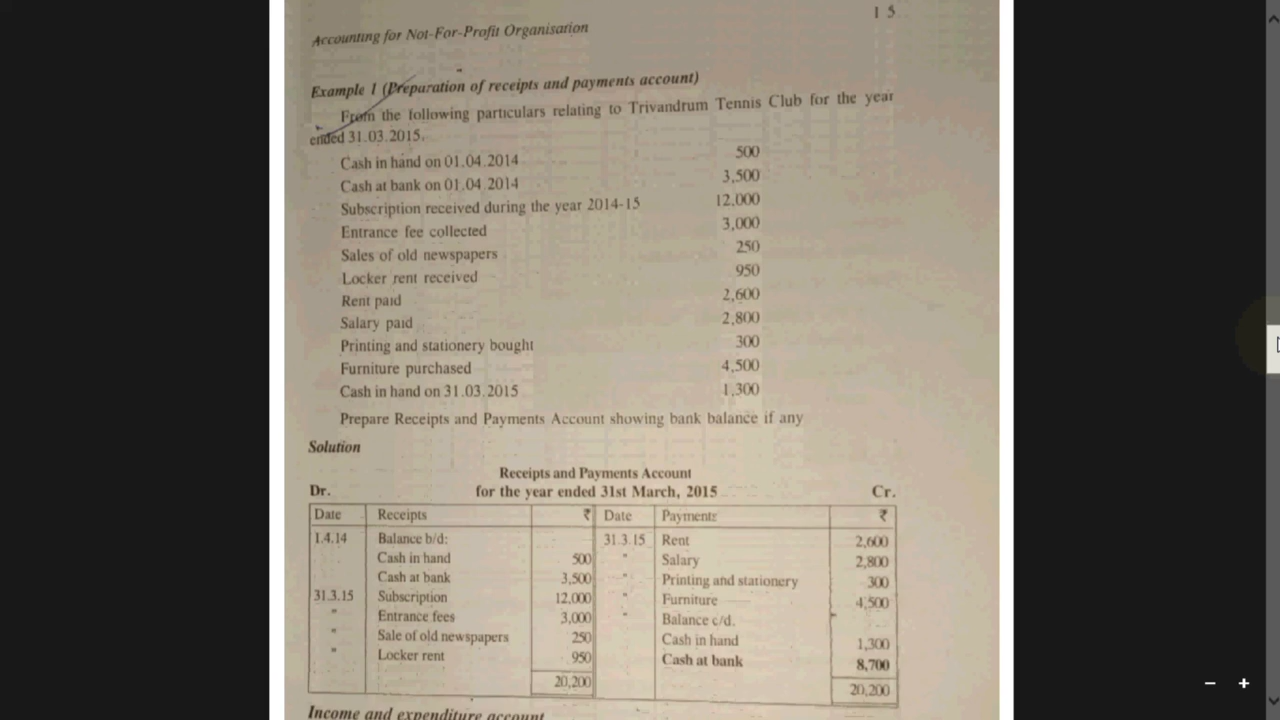 1 5
Accounting for Not-For-Profit Organisation
Example 1 (Preparation of receipts and payments account)
From the following particulars relating to Trivandrum Tennis Club for the year
ended 31.03.2015.
Cash in hand on 01.04.2014 500
Cash at bank on 01.04.2014 3,500
Subscription received during the year 2014-15 12,000
Entrance fee collected 3,000
Sales of old newspapers 250
Locker rent received 950
Rent paid 2,600
Salary paid 2,800
Printing and stationery bought 300
Furniture purchased 4,500
Cash in hand on 31.03.2015 1,300
Prepare Receipts and Payments Account showing bank balance if any
Solution
Receipts and Payments Account
Dr. for the year ended 31st March, 2015 Cr.
Date Receipts ₹ Date Payments ₹
1.4.14 Balance b/d: 31.3.15 Rent 2,600
Cash in hand 500 " Salary 2,800
Cash at bank 3,500 " Printing and stationery 300
31.3.15 Subscription 12,000 " Furniture 4,500
" Entrance fees 3,000 " Balance c/d.
" Sale of old newspapers 250 Cash in hand 1,300
" Locker rent 950 Cash at bank 8,700
20,200 20,200
Income and expenditure account